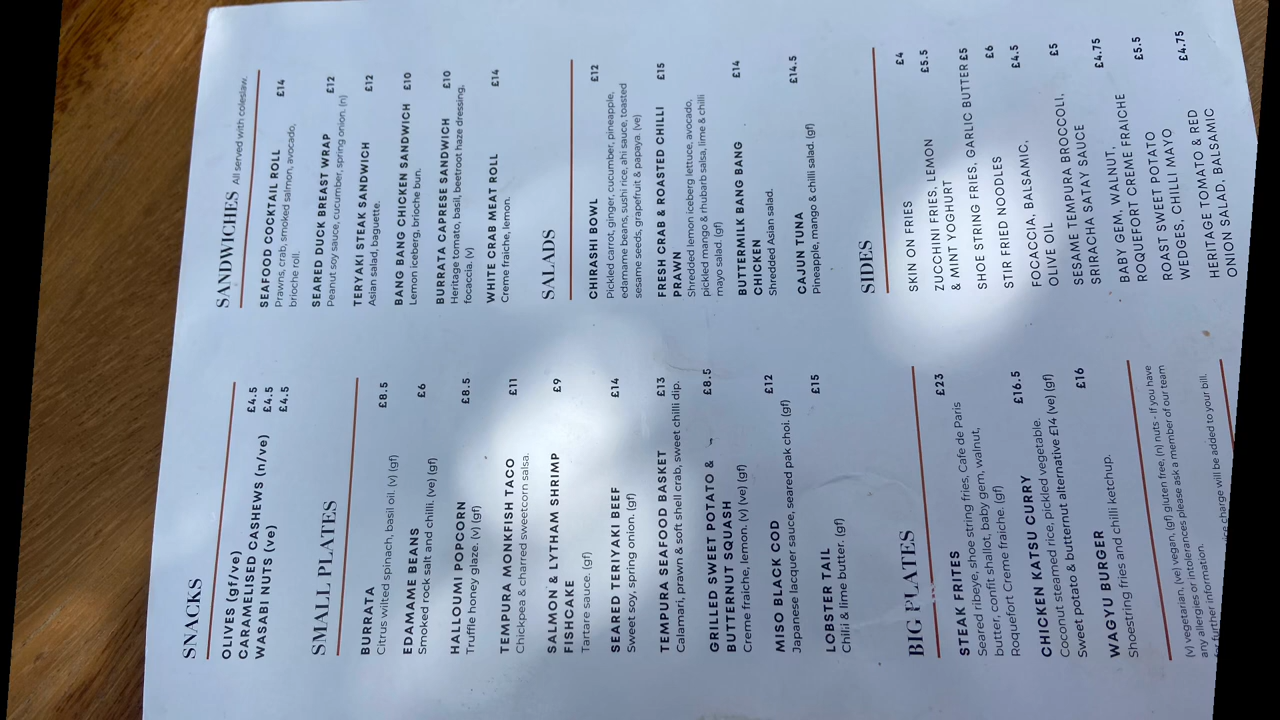 SNACKS
OLIVES (gf/ve) £4.5
CARAMELISED CASHEWS (n/ve) £4.5
WASABI NUTS (ve) £4.5
SMALL PLATES
BURRATA £8.5
Citrus wilted spinach, basil oil. (v) (gf)
EDAMAME BEANS £6
Smoked rock salt and chilli. (ve) (gf)
HALLOUMI POPCORN £8.5
Truffle honey glaze. (v) (gf)
TEMPURA MONKFISH TACO £11
Chickpea & charred sweetcorn salsa.
SALMON & LYTHAM SHRIMP £9
FISHCAKE
Tartare sauce. (gf)
SEARED TERIYAKI BEEF £14
Sweet soy, spring onion. (gf)
TEMPURA SEAFOOD BASKET £13
Calamari, prawn & soft shell crab, sweet chilli dip.
GRILLED SWEET POTATO & £8.5
BUTTERNUT SQUASH
Creme fraiche, lemon. (v) (ve) (gf)
MISO BLACK COD £12
Japanese lacquer sauce, seared pak choi. (gf)
LOBSTER TAIL £15
Chilli & lime butter. (gf)
BIG PLATES
STEAK FRITES £23
Seared ribeye, shoe string fries, Cafe de Paris
butter, confit shallot, baby gem, walnut,
Roquefort Creme fraiche. (gf)
CHICKEN KATSU CURRY £16.5
Coconut steamed rice, pickled vegetable.
Sweet potato & butternut alternative £14 (ve) (gf)
WAGYU BURGER £16
Shoestring fries and chilli ketchup.
(v) vegetarian, (ve) vegan, (gf) gluten free, (n) nuts - If you have
any allergies or intolerances please ask a member of our team
for further information.
charge will be added to your bill.
SANDWICHES All served with coleslaw.
SEAFOOD COCKTAIL ROLL £14
Prawns, crab, smoked salmon, avocado,
brioche roll.
SEARED DUCK BREAST WRAP £12
Peanut soy sauce, cucumber, spring onion. (n)
TERYAKI STEAK SANDWICH £12
Asian salad, baguette.
BANG BANG CHICKEN SANDWICH £10
Lemon iceberg, brioche bun.
BURRATA CAPRESE SANDWICH £10
Heritage tomato, basil, beetroot haze dressing,
focaccia. (v)
WHITE CRAB MEAT ROLL £14
Creme fraiche, lemon.
SALADS
CHIRASHI BOWL £12
Pickled carrot, ginger, cucumber, pineapple,
edamame beans, sushi rice, ahi sauce, toasted
sesame seeds, grapefruit & papaya. (ve)
FRESH CRAB & ROASTED CHILLI £15
PRAWN
Shredded lemon iceberg lettuce, avocado,
pickled mango & rhubarb salsa, lime & chilli
mayo salad. (gf)
BUTTERMILK BANG BANG £14
CHICKEN
Shredded Asian salad.
CAJUN TUNA £14.5
Pineapple, mango & chilli salad. (gf)
SIDES
SKIN ON FRIES £4
ZUCCHINI FRIES, LEMON £5.5
& MINT YOGHURT
SHOE STRING FRIES, GARLIC BUTTER £5
STIR FRIED NOODLES £6
FOCACCIA, BALSAMIC, £4.5
OLIVE OIL
SESAME TEMPURA BROCCOLI, £5
SRIRACHA SATAY SAUCE
BABY GEM, WALNUT, £4.75
ROQUEFORT CREME FRAICHE
ROAST SWEET POTATO £5.5
WEDGES, CHILLI MAYO
HERITAGE TOMATO & RED £4.75
ONION SALAD, BALSAMIC